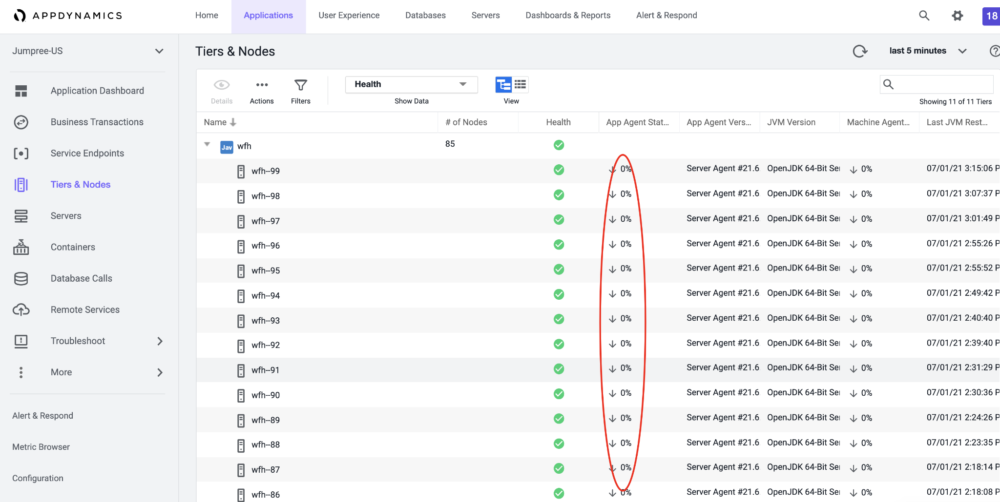 APPDYNAMICS Home Applications User Experience Databases Servers Dashboards & Reports Alert & Respond 18
Jumpree-US
Tiers & Nodes last 5 minutes ?
Application Dashboard
Business Transactions
Service Endpoints
Tiers & Nodes
Servers
Containers
Database Calls
Remote Services
Troubleshoot
More
Alert & Respond
Metric Browser
Configuration
Details Actions Filters Health Show Data View
Showing 11 of 11 Tiers
Name # of Nodes Health App Agent Stat... App Agent Vers... JVM Version Machine Agent... Last JVM Rest...
Jav wfh 85
wfh--99 0% Server Agent #21.6. OpenJDK 64-Bit Ser 0% 07/01/21 3:15:06 P
wfh--98 0% Server Agent #21.6. OpenJDK 64-Bit Ser 0% 07/01/21 3:07:37 P
wfh--97 0% Server Agent #21.6. OpenJDK 64-Bit Ser 0% 07/01/21 3:01:49 P
wfh--96 0% Server Agent #21.6. OpenJDK 64-Bit Ser 0% 07/01/21 2:55:26 P
wfh--95 0% Server Agent #21.6. OpenJDK 64-Bit Ser 0% 07/01/21 2:55:52 P
wfh--94 0% Server Agent #21.6. OpenJDK 64-Bit Ser 0% 07/01/21 2:49:42 P
wfh--93 0% Server Agent #21.6. OpenJDK 64-Bit Ser 0% 07/01/21 2:40:40 P
wfh--92 0% Server Agent #21.6. OpenJDK 64-Bit Ser 0% 07/01/21 2:39:40 P
wfh--91 0% Server Agent #21.6. OpenJDK 64-Bit Ser 0% 07/01/21 2:31:29 P
wfh--90 0% Server Agent #21.6. OpenJDK 64-Bit Ser 0% 07/01/21 2:30:36 P
wfh--89 0% Server Agent #21.6. OpenJDK 64-Bit Ser 0% 07/01/21 2:24:26 P
wfh--88 0% Server Agent #21.6. OpenJDK 64-Bit Ser 0% 07/01/21 2:23:35 P
wfh--87 0% Server Agent #21.6. OpenJDK 64-Bit Ser 0% 07/01/21 2:18:14 P
wfh--86 0% Server Agent #21.6. OpenJDK 64-Bit Ser 0% 07/01/21 2:18:08 P